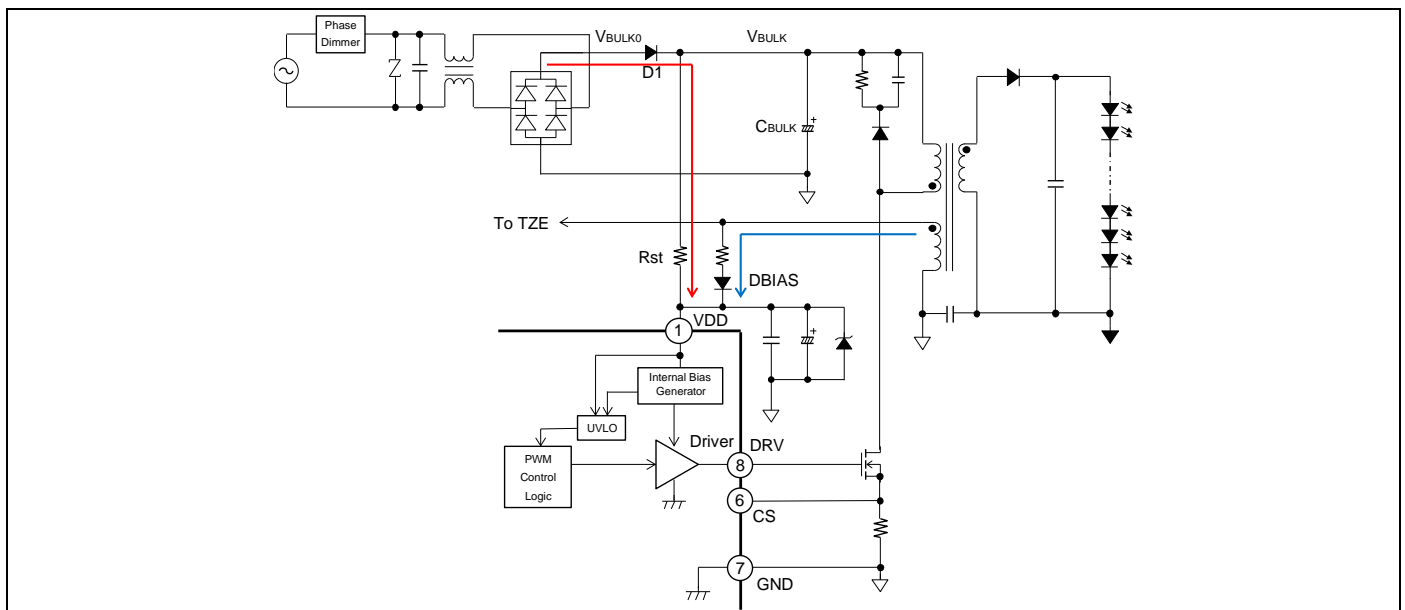 Phase
Dimmer
VBULK0
VBULK
D1
CBULK
+
To TZE
Rst
DBIAS
1
VDD
+
Internal Bias
Generator
UVLO
Driver
DRV
PWM
Control
Logic
8
6
CS
7
GND